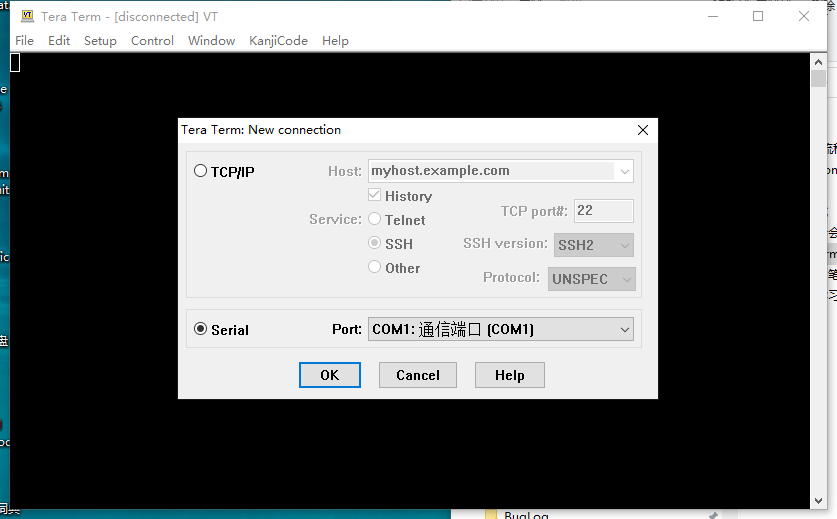 Tera Term - [disconnected] VT
File Edit Setup Control Window KanjiCode Help
Tera Term: New connection
TCP/IP Host: myhost.example.com
History
Service: Telnet TCP port#: 22
SSH SSH version: SSH2
Other Protocol: UNSPEC
Serial Port: COM1: 通信端口 (COM1)
OK Cancel Help
BugLog